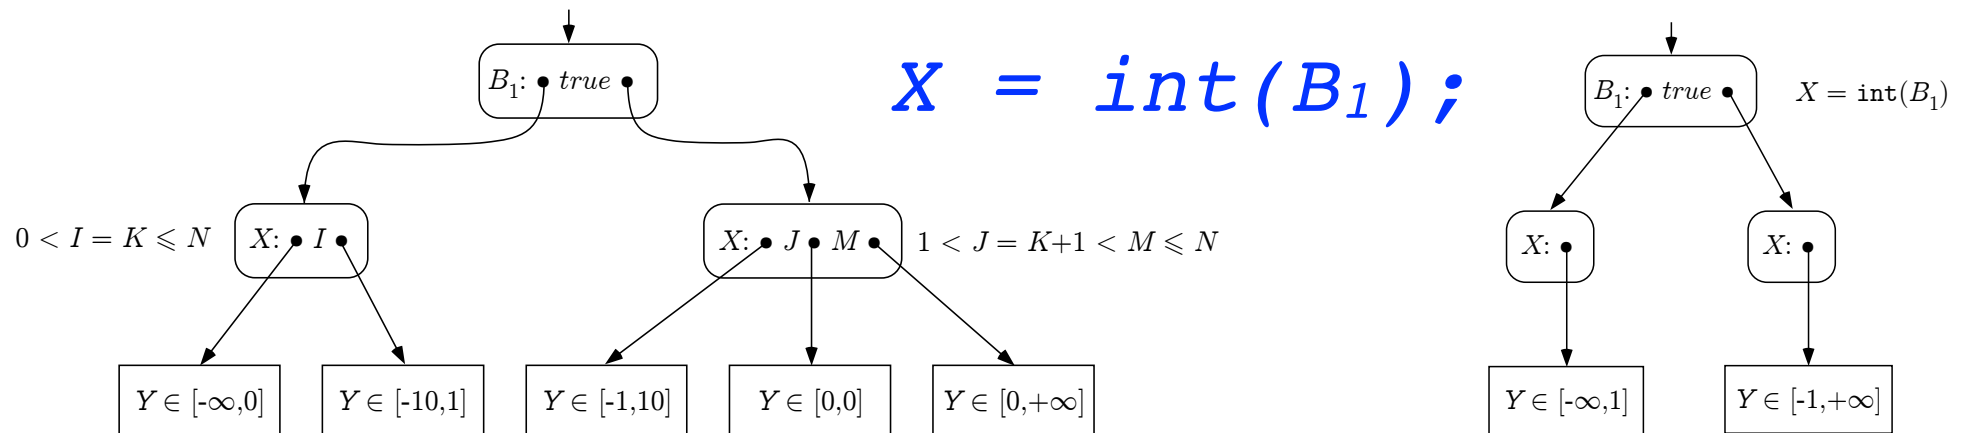 B₁: • true •
X = int(B₁);
B₁: • true •
X = int(B₁)
0 < I = K ⩽ N
X: • I •
X: • J • M •
1 < J = K+1 < M ⩽ N
X: •
X: •
Y ∈ [-∞,0]
Y ∈ [-10,1]
Y ∈ [-1,10]
Y ∈ [0,0]
Y ∈ [0,+∞]
Y ∈ [-∞,1]
Y ∈ [-1,+∞]